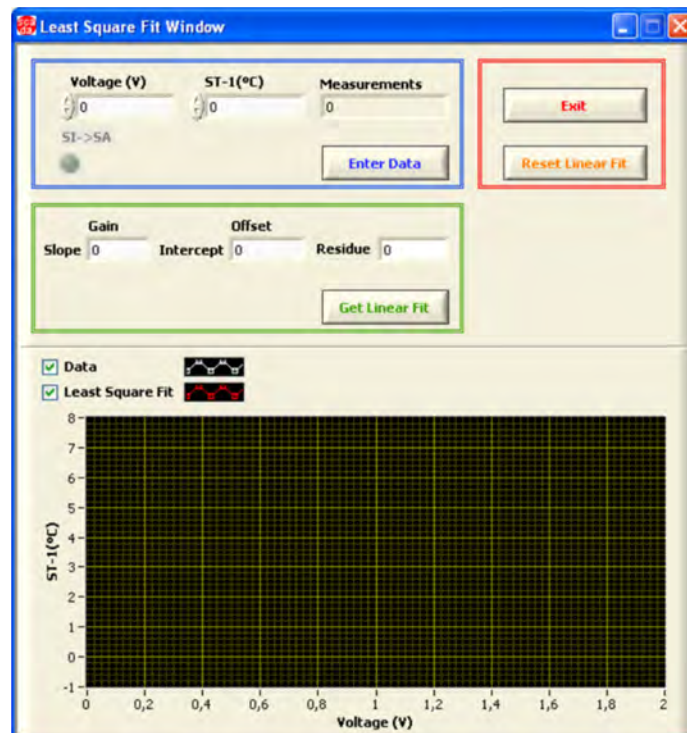 Least Square Fit Window
Voltage (V) ST-1(ºC) Measurements
0 0 0
SI->SA
Enter Data
Exit
Reset Linear Fit
Gain Offset
Slope 0 Intercept 0 Residue 0
Get Linear Fit
Data
Least Square Fit
8
7
6
5
4
3
2
1
0
-1
ST-1(ºC)
0 0,2 0,4 0,6 0,8 1 1,2 1,4 1,6 1,8 2
Voltage (V)